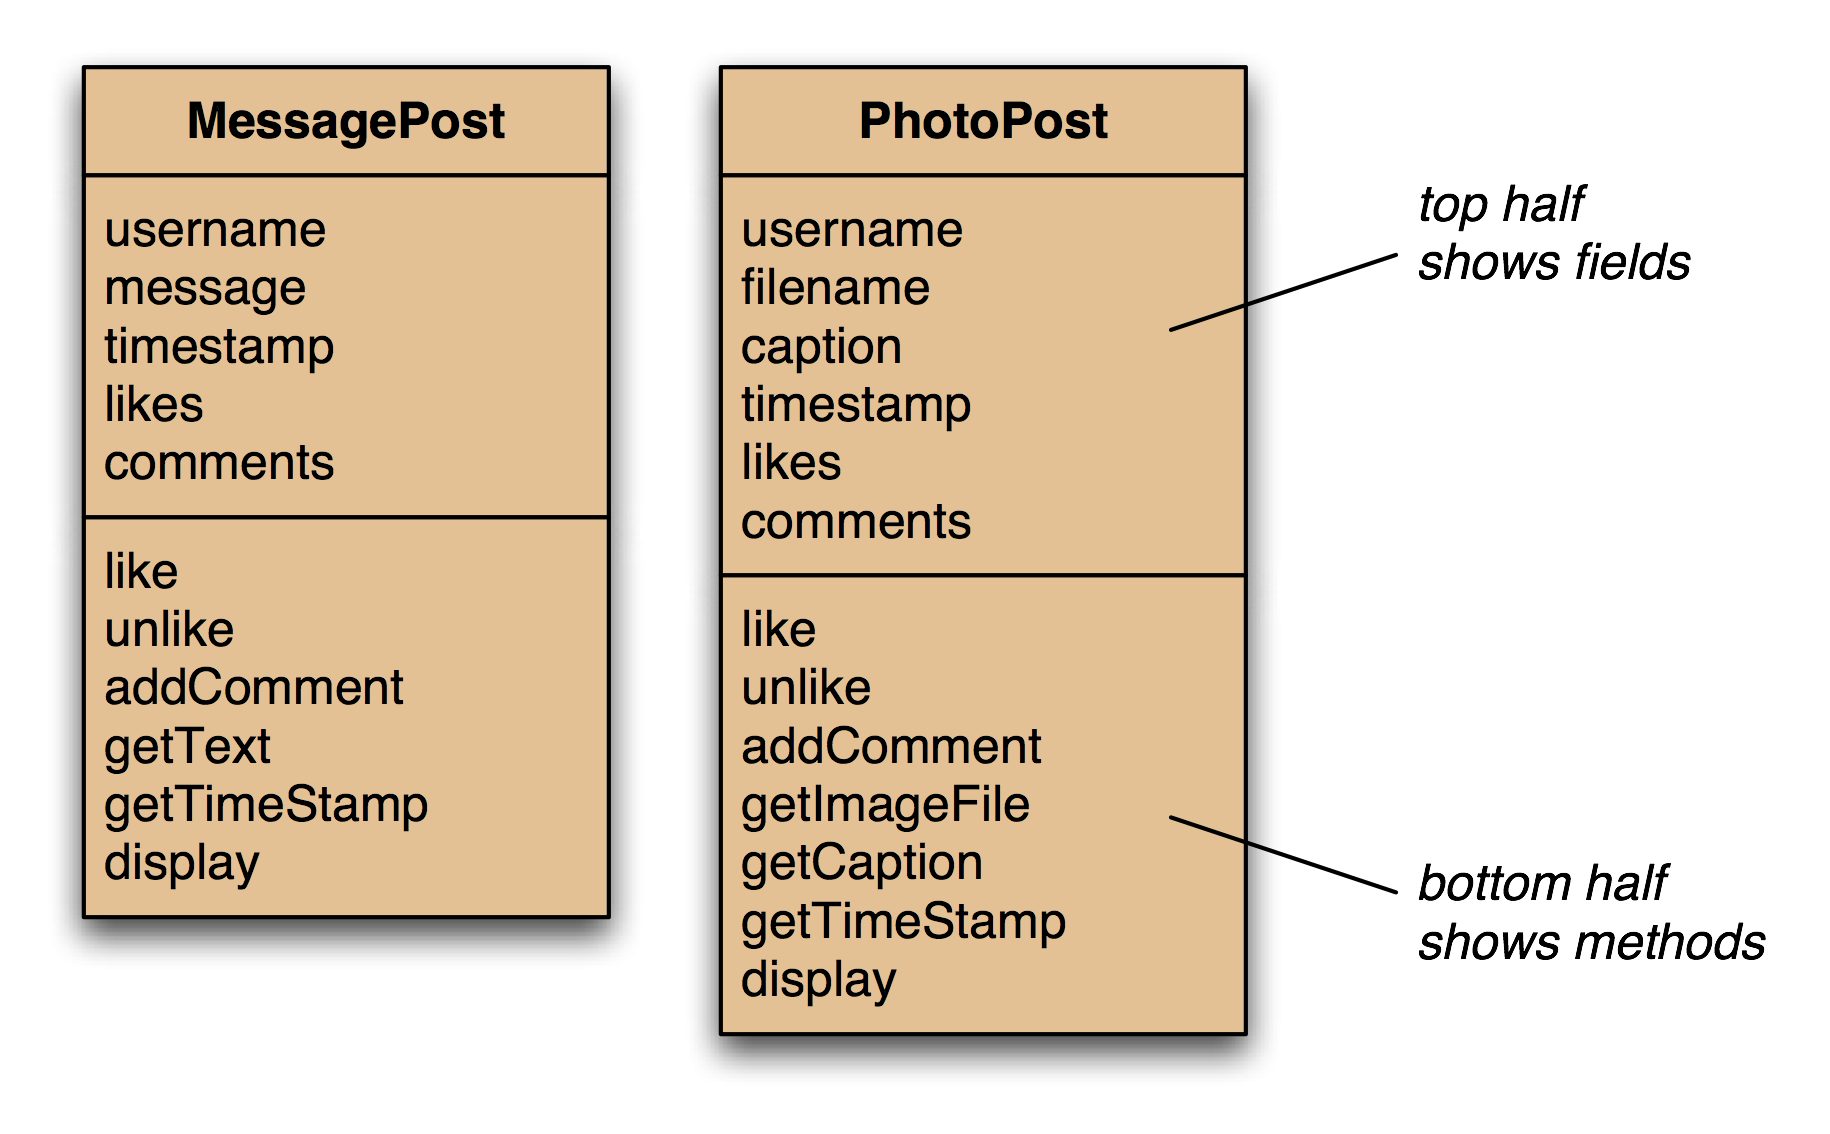 MessagePost
username
message
timestamp
likes
comments
like
unlike
addComment
getText
getTimeStamp
display
PhotoPost
username
filename
caption
timestamp
likes
comments
like
unlike
addComment
getImageFile
getCaption
getTimeStamp
display
top half
shows fields
bottom half
shows methods